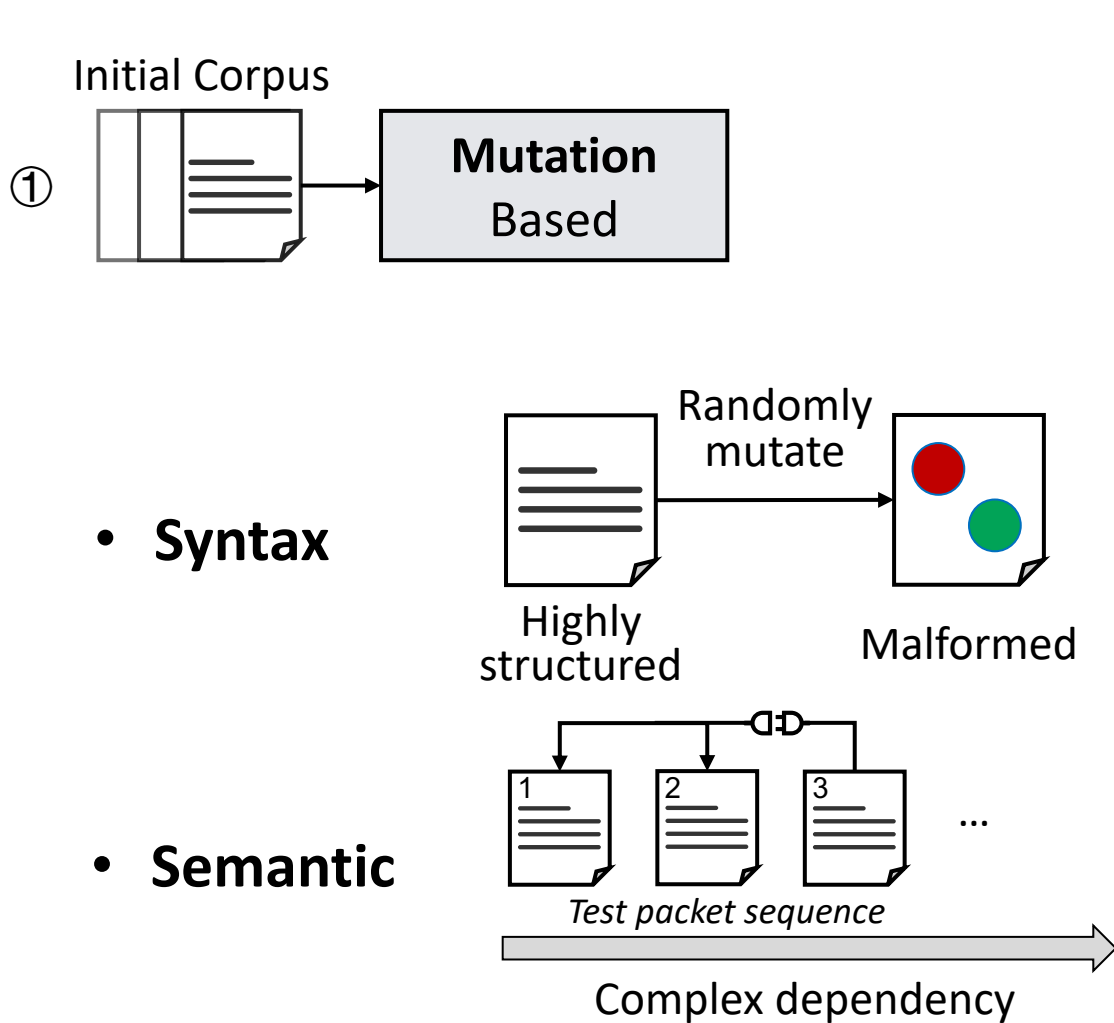 Initial Corpus
①
Mutation
Based
Randomly
mutate
• Syntax
Highly
structured
Malformed
1
2
3
...
• Semantic
Test packet sequence
Complex dependency